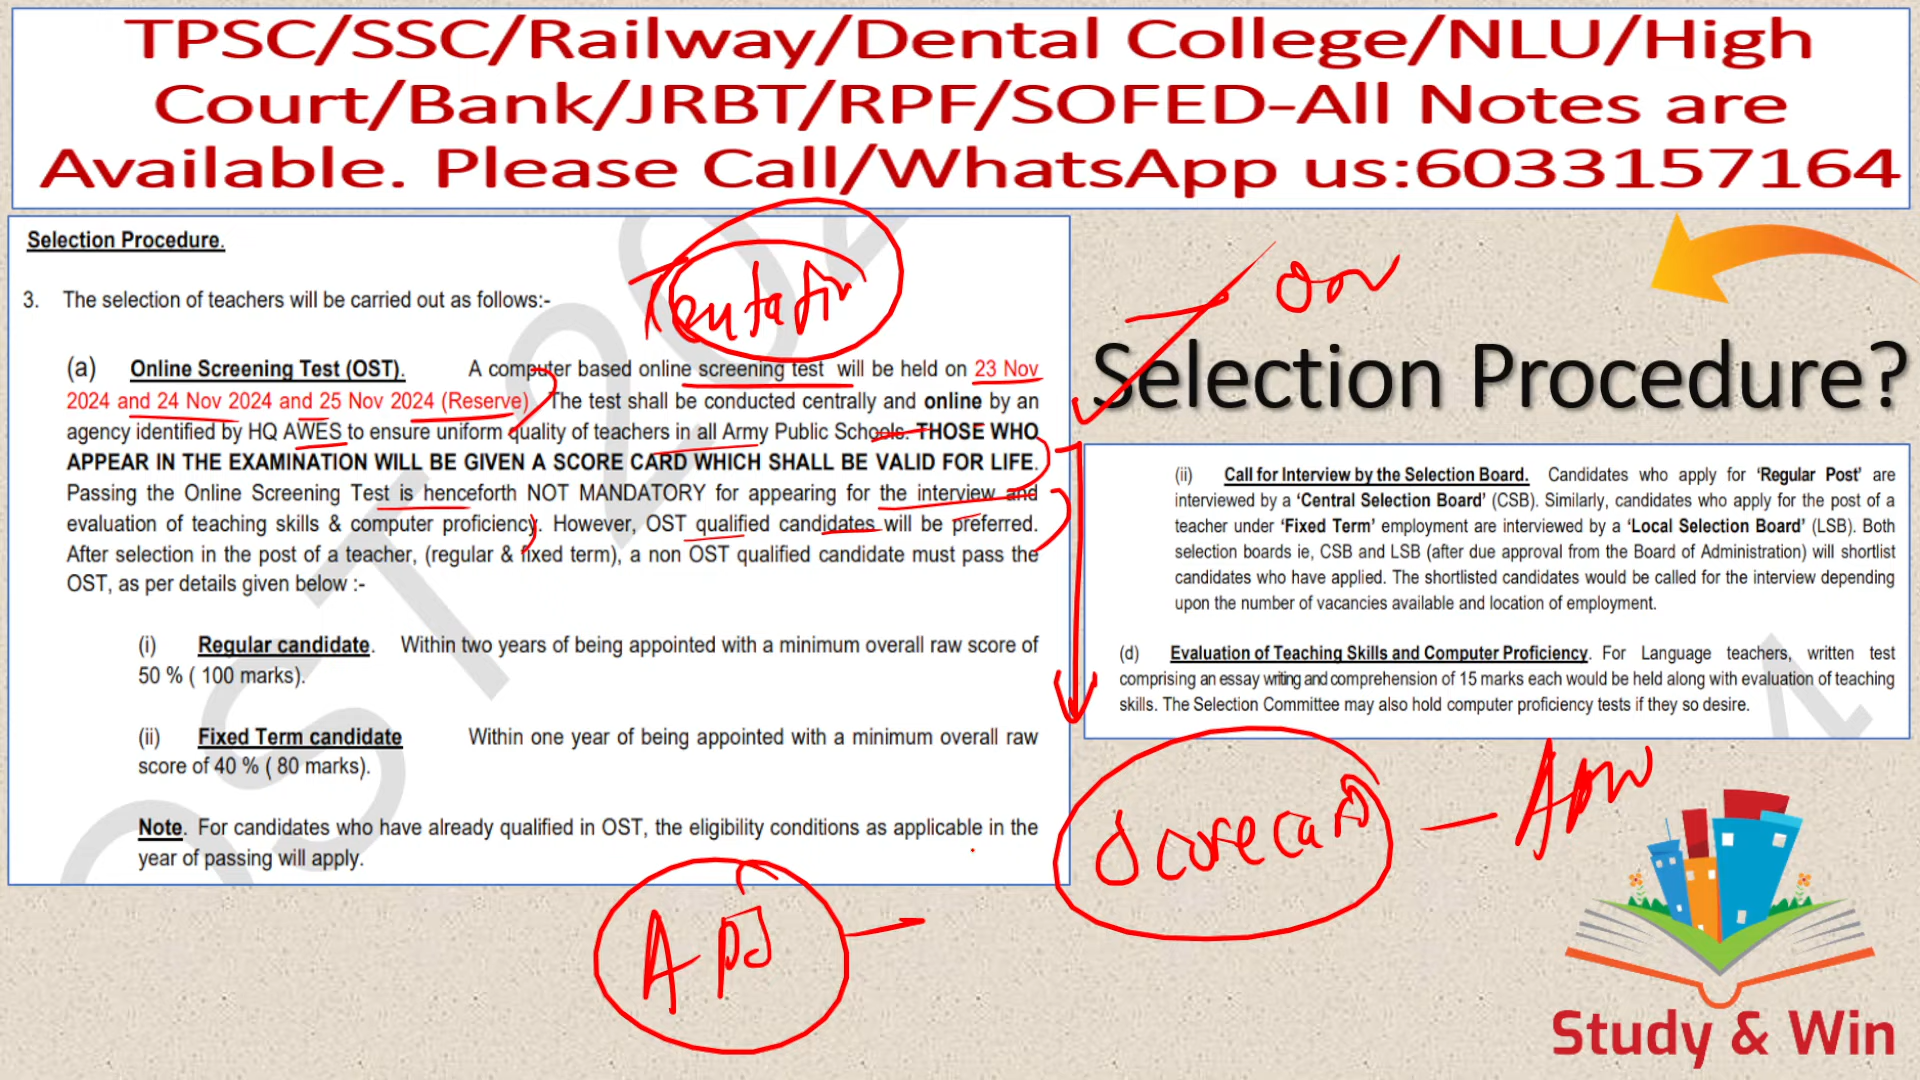 TPSC/SSC/Railway/Dental College/NLU/High
Court/Bank/JRBT/RPF/SOFED-All Notes are
Available. Please Call/WhatsApp us:6033157164
Selection Procedure.
3. The selection of teachers will be carried out as follows:-
(a) Online Screening Test (OST). A computer based online screening test will be held on 23 Nov
2024 and 24 Nov 2024 and 25 Nov 2024 (Reserve) The test shall be conducted centrally and online by an
agency identified by HQ AWES to ensure uniform quality of teachers in all Army Public Schools. THOSE WHO
APPEAR IN THE EXAMINATION WILL BE GIVEN A SCORE CARD WHICH SHALL BE VALID FOR LIFE.
Passing the Online Screening Test is henceforth NOT MANDATORY for appearing for the interview and
evaluation of teaching skills & computer proficiency. However, OST qualified candidates will be preferred.
After selection in the post of a teacher, (regular & fixed term), a non OST qualified candidate must pass the
OST, as per details given below :-
(i) Regular candidate. Within two years of being appointed with a minimum overall raw score of
50 % ( 100 marks).
(ii) Fixed Term candidate Within one year of being appointed with a minimum overall raw
score of 40 % ( 80 marks).
Note. For candidates who have already qualified in OST, the eligibility conditions as applicable in the
year of passing will apply.
OST 202
Selection Procedure?
(ii) Call for Interview by the Selection Board. Candidates who apply for ‘Regular Post’ are
interviewed by a ‘Central Selection Board’ (CSB). Similarly, candidates who apply for the post of a
teacher under ‘Fixed Term’ employment are interviewed by a ‘Local Selection Board’ (LSB). Both
selection boards ie, CSB and LSB (after due approval from the Board of Administration) will shortlist
candidates who have applied. The shortlisted candidates would be called for the interview depending
upon the number of vacancies available and location of employment.
(d) Evaluation of Teaching Skills and Computer Proficiency. For Language teachers, written test
comprising an essay writing and comprehension of 15 marks each would be held along with evaluation of teaching
skills. The Selection Committee may also hold computer proficiency tests if they so desire.
4
Scorecard
Study & Win